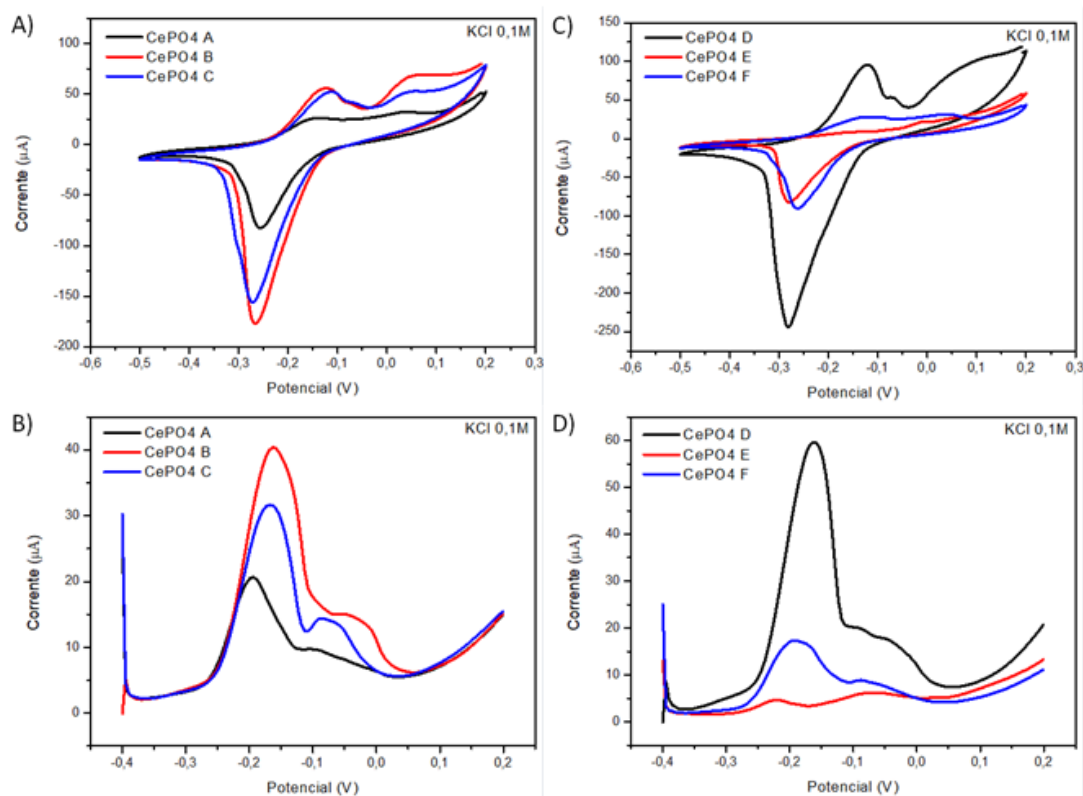 A)
KCl 0,1M
CePO4 A
CePO4 B
CePO4 C
100
50
0
-50
-100
-150
-200
Corrente (µA)
-0,6
-0,5
-0,4
-0,3
-0,2
-0,1
0,0
0,1
0,2
0,3
Potencial (V)
C)
KCl 0,1M
CePO4 D
CePO4 E
CePO4 F
150
100
50
0
-50
-100
-150
-200
-250
Corrente (µA)
-0,6
-0,5
-0,4
-0,3
-0,2
-0,1
0,0
0,1
0,2
0,3
Potencial (V)
B)
KCl 0,1M
CePO4 A
CePO4 B
CePO4 C
40
30
20
10
0
Corrente (µA)
-0,4
-0,3
-0,2
-0,1
0,0
0,1
0,2
Potencial (V)
D)
KCl 0,1M
CePO4 D
CePO4 E
CePO4 F
60
50
40
30
20
10
0
Corrente (µA)
-0,4
-0,3
-0,2
-0,1
0,0
0,1
0,2
Potencial (V)